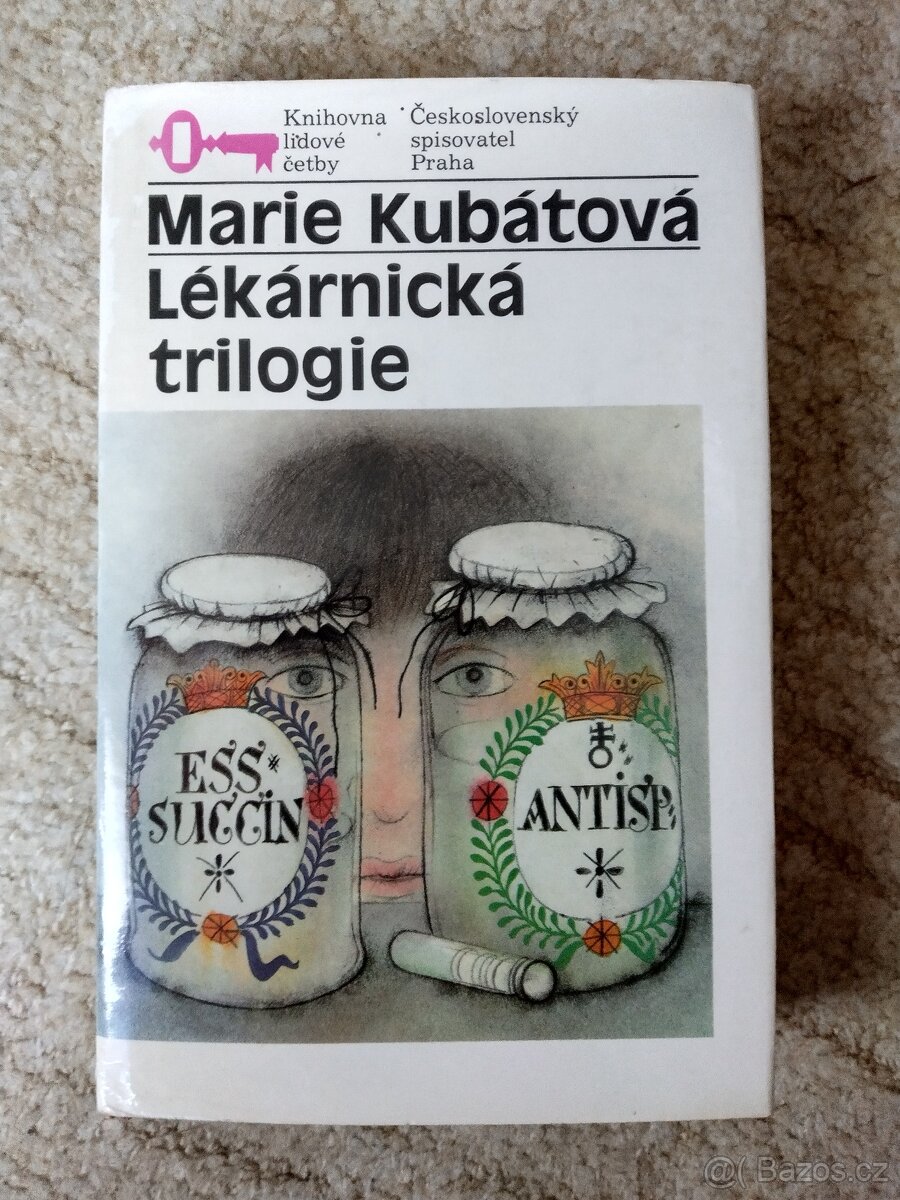 Knihovna
lidové
četby
Československý
spisovatel
Praha
Marie Kubátová
Lékárnická
trilogie
ESS
SUCCIN
ANTISP.
@( Bazos.cz